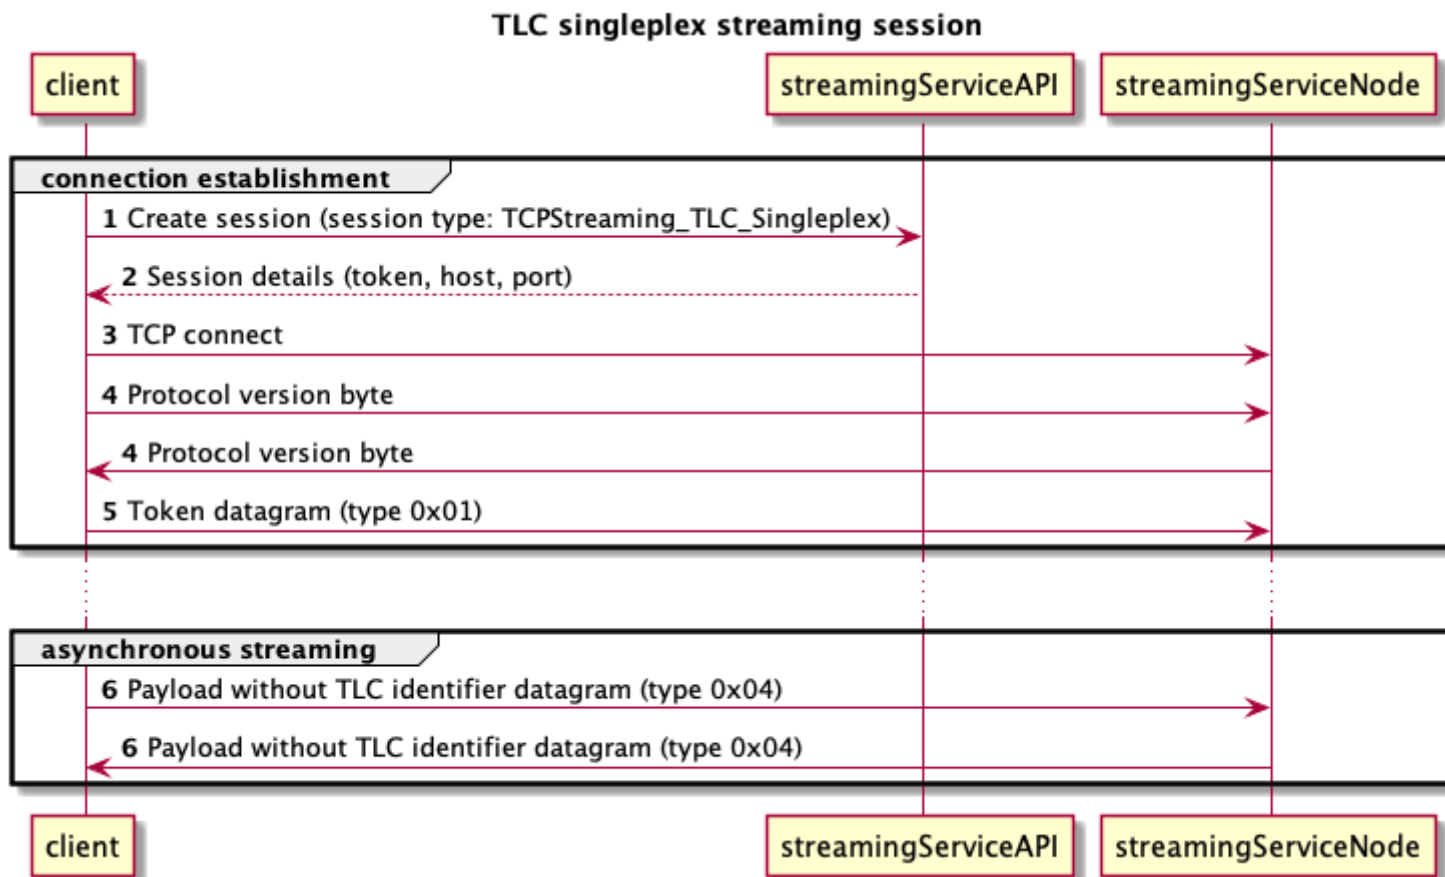 TLC singleplex streaming session
client
streamingServiceAPI
streamingServiceNode
connection establishment
1 Create session (session type: TCPStreaming_TLC_Singleplex)
2 Session details (token, host, port)
3 TCP connect
4 Protocol version byte
4 Protocol version byte
5 Token datagram (type 0x01)
asynchronous streaming
6 Payload without TLC identifier datagram (type 0x04)
6 Payload without TLC identifier datagram (type 0x04)
client
streamingServiceAPI
streamingServiceNode